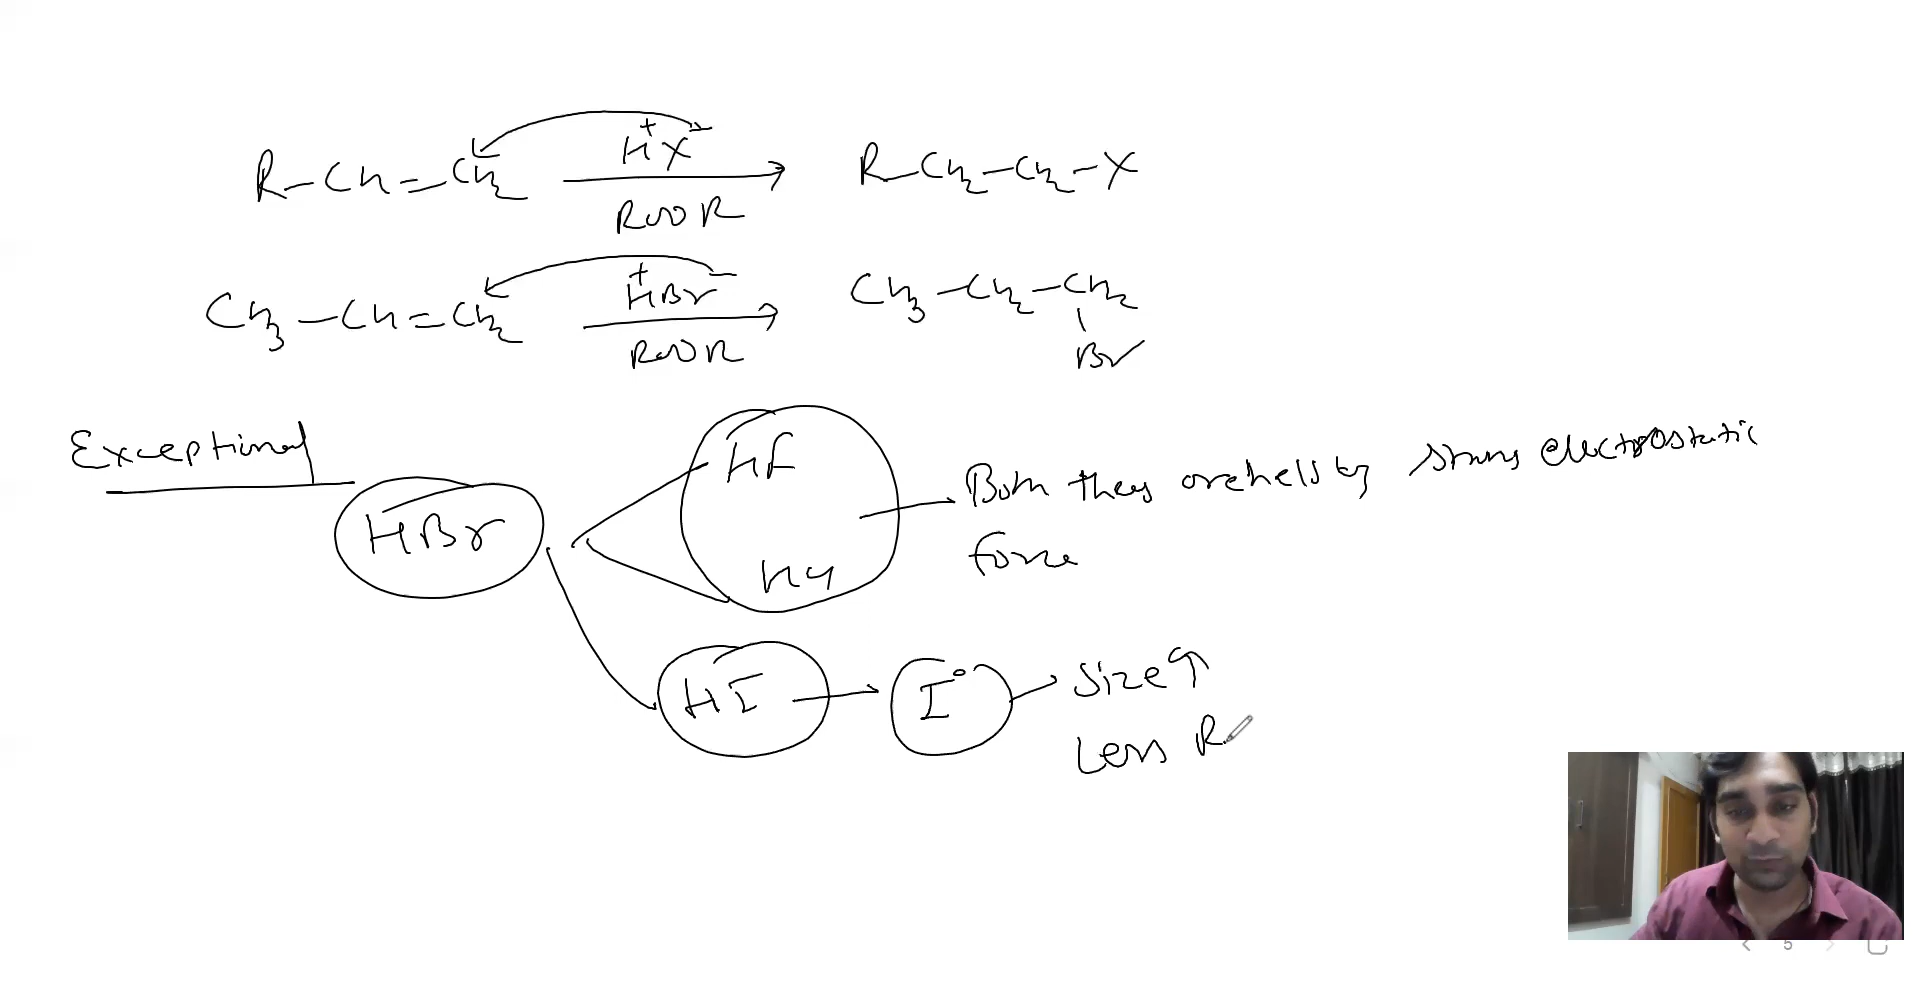 R-CH=CH2 H+X- ROOR R-CH2-CH2-X
CH3-CH=CH2 H+Br- ROOR CH3-CH2-CH2
Br
Exceptional
HBr
HF
HCl
Both they are held by strong electrostatic
force
HI I° Size↑
Less R
5